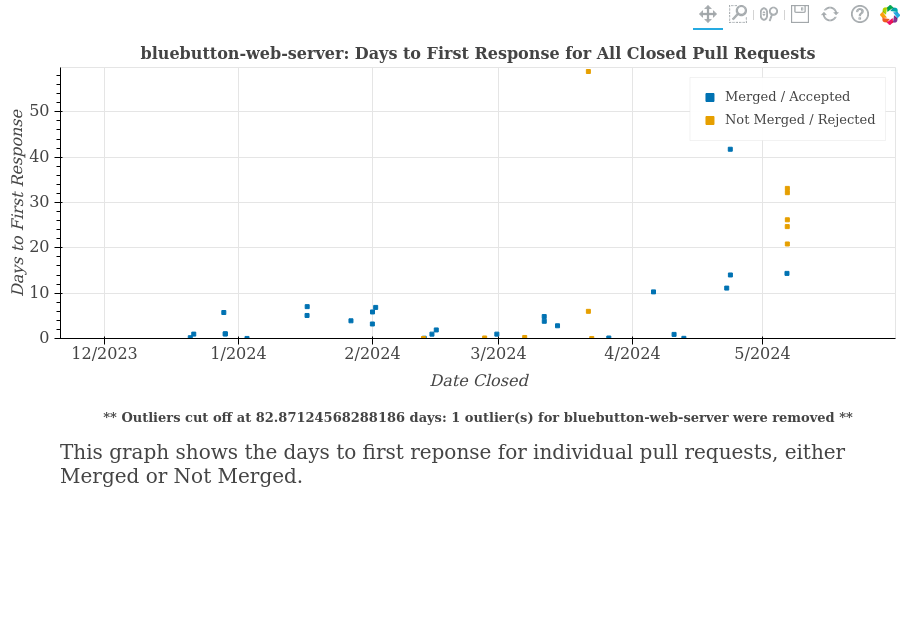 bluebutton-web-server: Days to First Response for All Closed Pull Requests
Merged / Accepted
Not Merged / Rejected
Days to First Response
50
40
30
20
10
0
12/2023
1/2024
2/2024
3/2024
4/2024
5/2024
Date Closed
** Outliers cut off at 82.87124568288186 days: 1 outlier(s) for bluebutton-web-server were removed **
This graph shows the days to first reponse for individual pull requests, either
Merged or Not Merged.